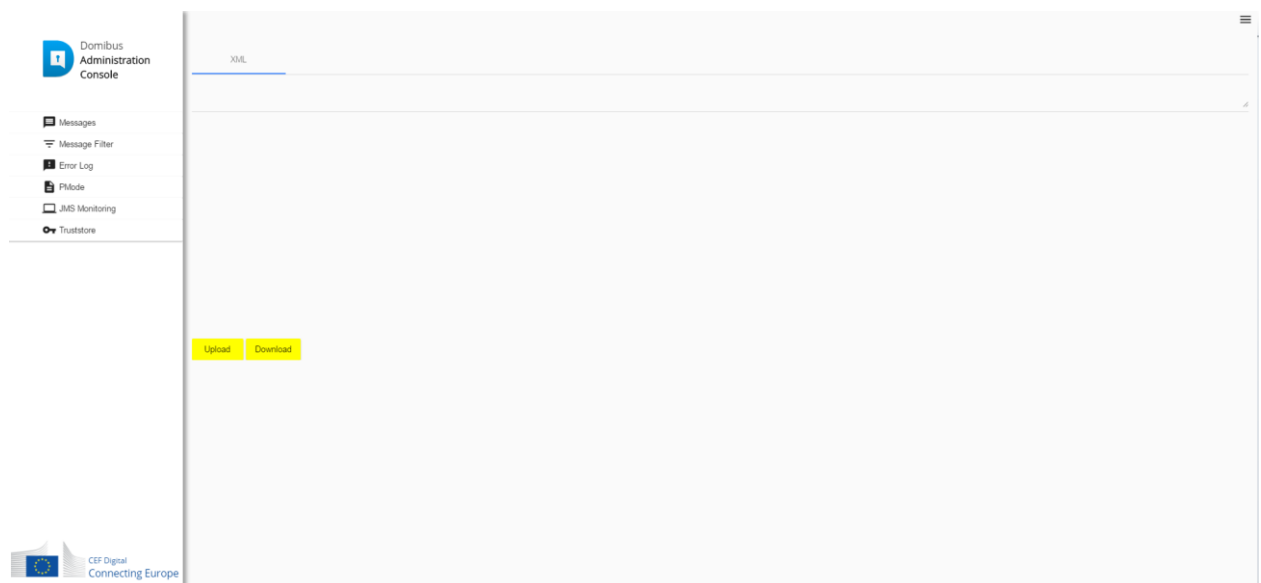 Domibus
Administration
Console
XML
Messages
Message Filter
Error Log
PMode
JMS Monitoring
Truststore
Upload
Download
CEF Digital
Connecting Europe